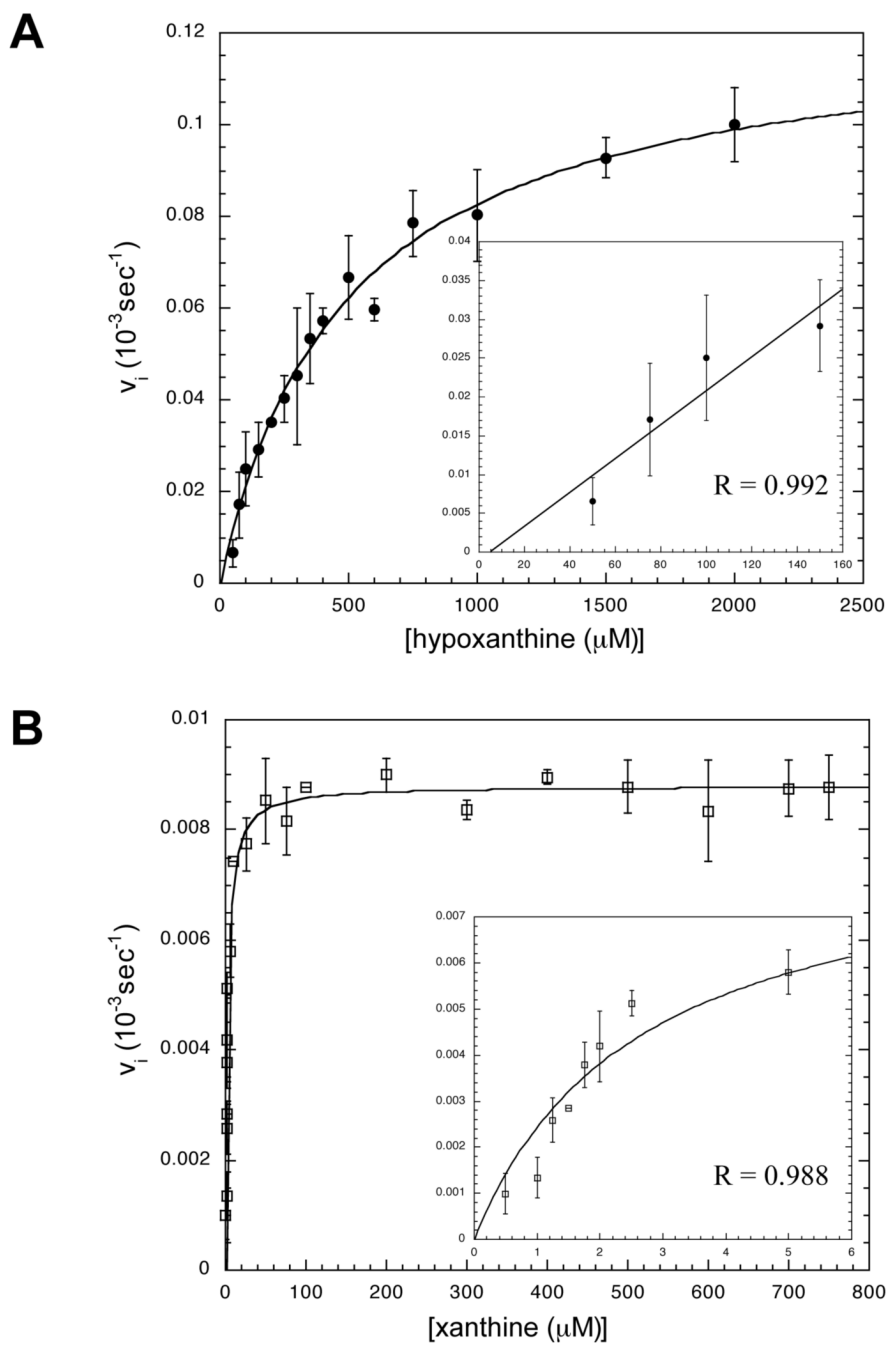 A
0.12
0.1
0.08
0.06
0.04
0.02
0
v_i (10^-3 sec^-1)
0 500 1000 1500 2000 2500
[hypoxanthine (μM)]
0.04
0.035
0.03
0.025
0.02
0.015
0.01
0.005
0
R = 0.992
0 20 40 60 80 100 120 140 160
B
0.01
0.008
0.006
0.004
0.002
0
v_i (10^-3 sec^-1)
0 100 200 300 400 500 600 700 800
[xanthine (μM)]
0.007
0.006
0.005
0.004
0.003
0.002
0.001
0
R = 0.988
0 1 2 3 4 5 6